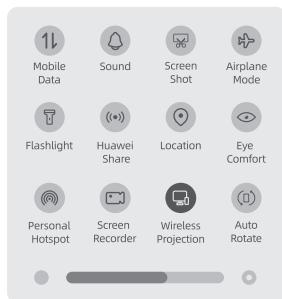 Mobile Data
Sound
Screen Shot
Airplane Mode
Flashlight
Huawei Share
Location
Eye Comfort
Personal Hotspot
Screen Recorder
Wireless Projection
Auto Rotate